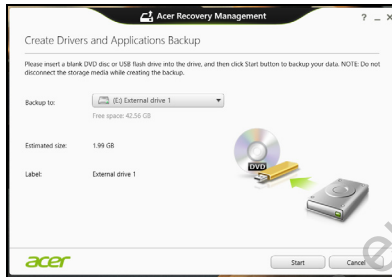 Acer Recovery Management
? _ ×
Create Drivers and Applications Backup
Please insert a blank DVD disc or USB flash drive into the drive, and then click Start button to backup your data. NOTE: Do not
disconnect the storage media while creating the backup.
Backup to: (E:) External drive 1
Free space: 42.56 GB
Estimated size: 1.99 GB
DVD
Label: External drive 1
acer
Start Cancel